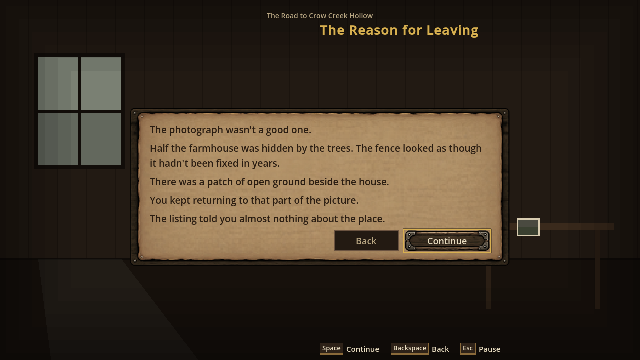 The Road to Crow Creek Hollow
The Reason for Leaving
The photograph wasn't a good one.
Half the farmhouse was hidden by the trees. The fence looked as though
it hadn't been fixed in years.
There was a patch of open ground beside the house.
You kept returning to that part of the picture.
The listing told you almost nothing about the place.
Back
Continue
Space Continue Backspace Back Esc Pause